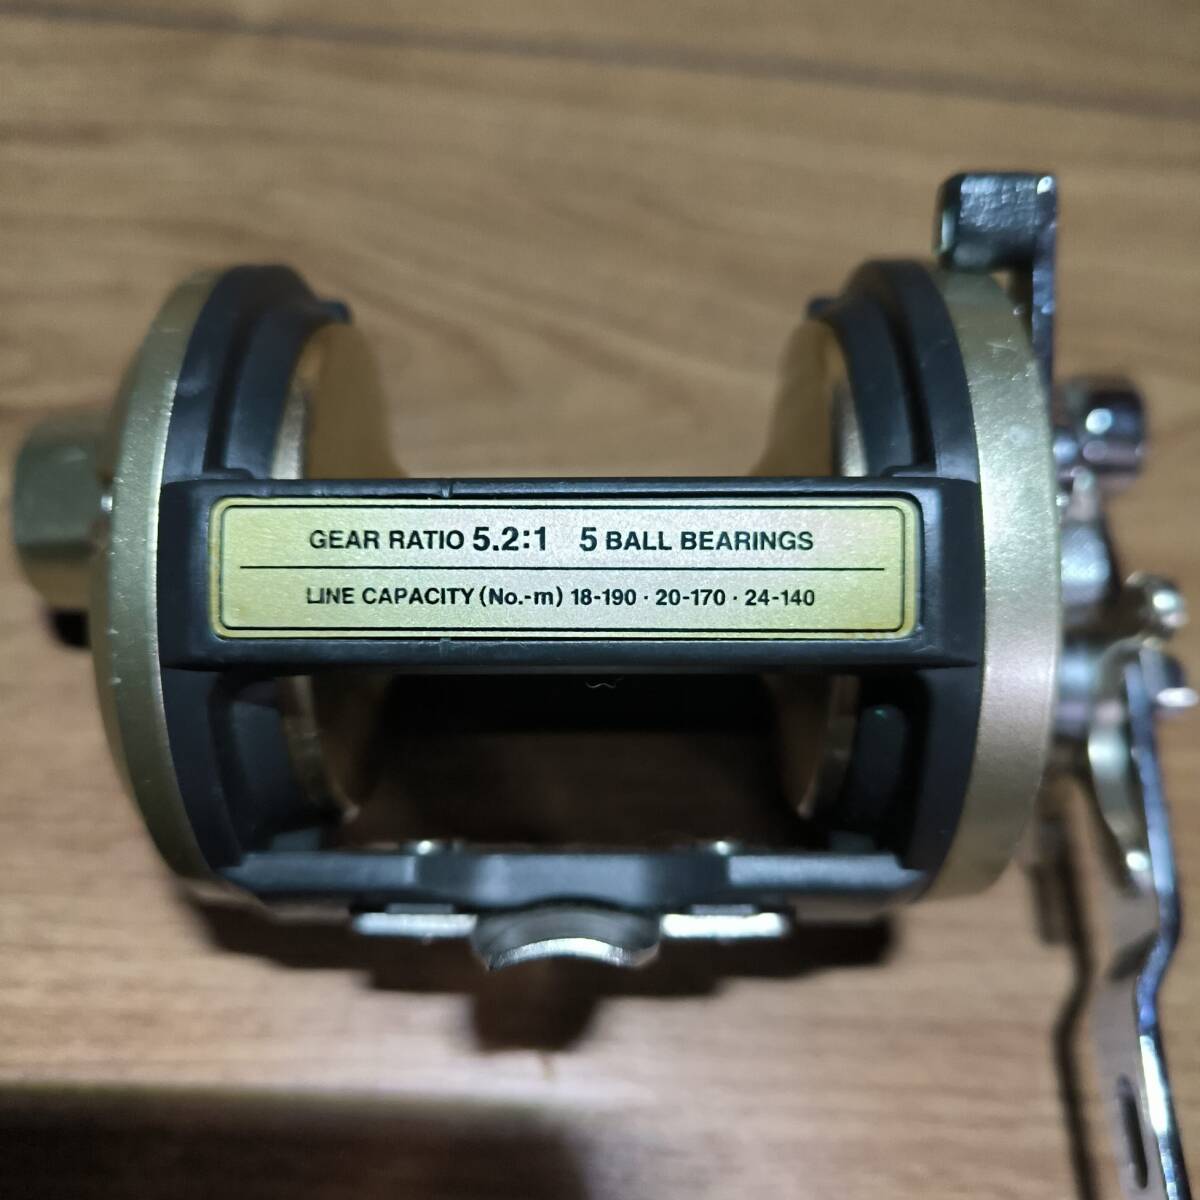 GEAR RATIO 5.2:1 5 BALL BEARINGS
LINE CAPACITY (No.-m) 18-190 · 20-170 · 24-140